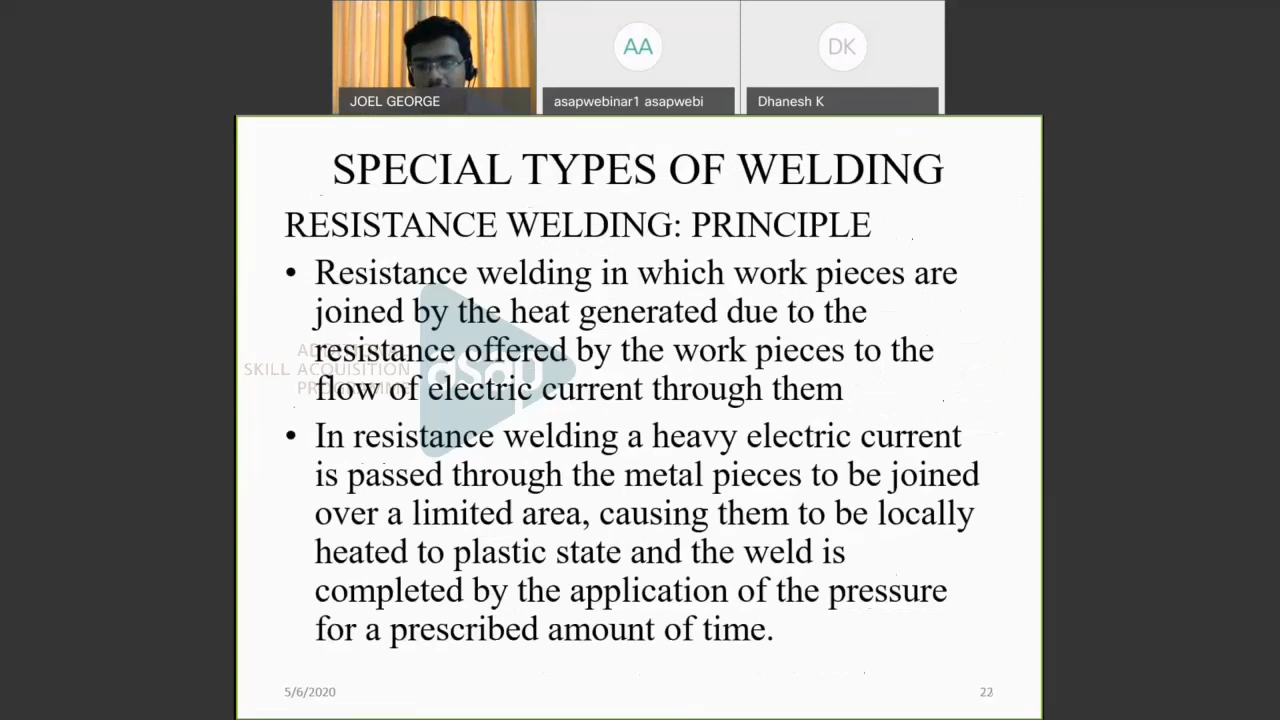 AA
DK
JOEL GEORGE
asapwebinar1 asapwebi
Dhanesh K
SPECIAL TYPES OF WELDING
RESISTANCE WELDING: PRINCIPLE
• Resistance welding in which work pieces are
joined by the heat generated due to the
resistance offered by the work pieces to the
flow of electric current through them
• In resistance welding a heavy electric current
is passed through the metal pieces to be joined
over a limited area, causing them to be locally
heated to plastic state and the weld is
completed by the application of the pressure
for a prescribed amount of time.
SKILL ACQUISITION
asap
5/6/2020
22